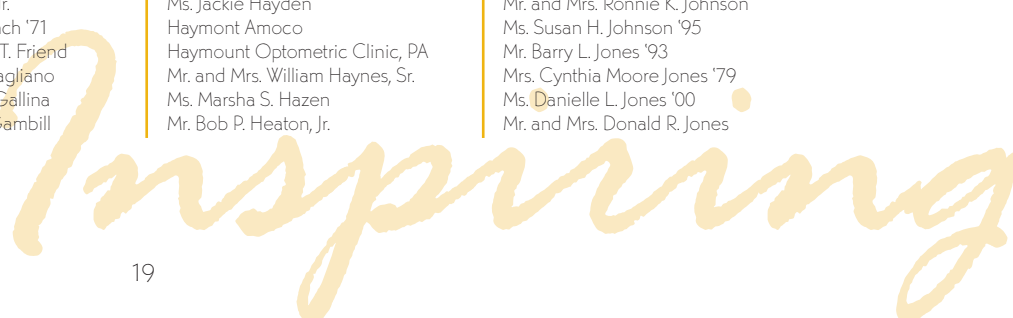 r.
ach '71
T. Friend
agliano
Gallina
Gambill
Ms. Jackie Hayden
Haymont Amoco
Haymount Optometric Clinic, PA
Mr. and Mrs. William Haynes, Sr.
Ms. Marsha S. Hazen
Mr. Bob P. Heaton, Jr.
Mr. and Mrs. Ronnie K. Johnson
Ms. Susan H. Johnson '95
Mr. Barry L. Jones '93
Mrs. Cynthia Moore Jones '79
Ms. Danielle L. Jones '00
Mr. and Mrs. Donald R. Jones
Inspiring
19